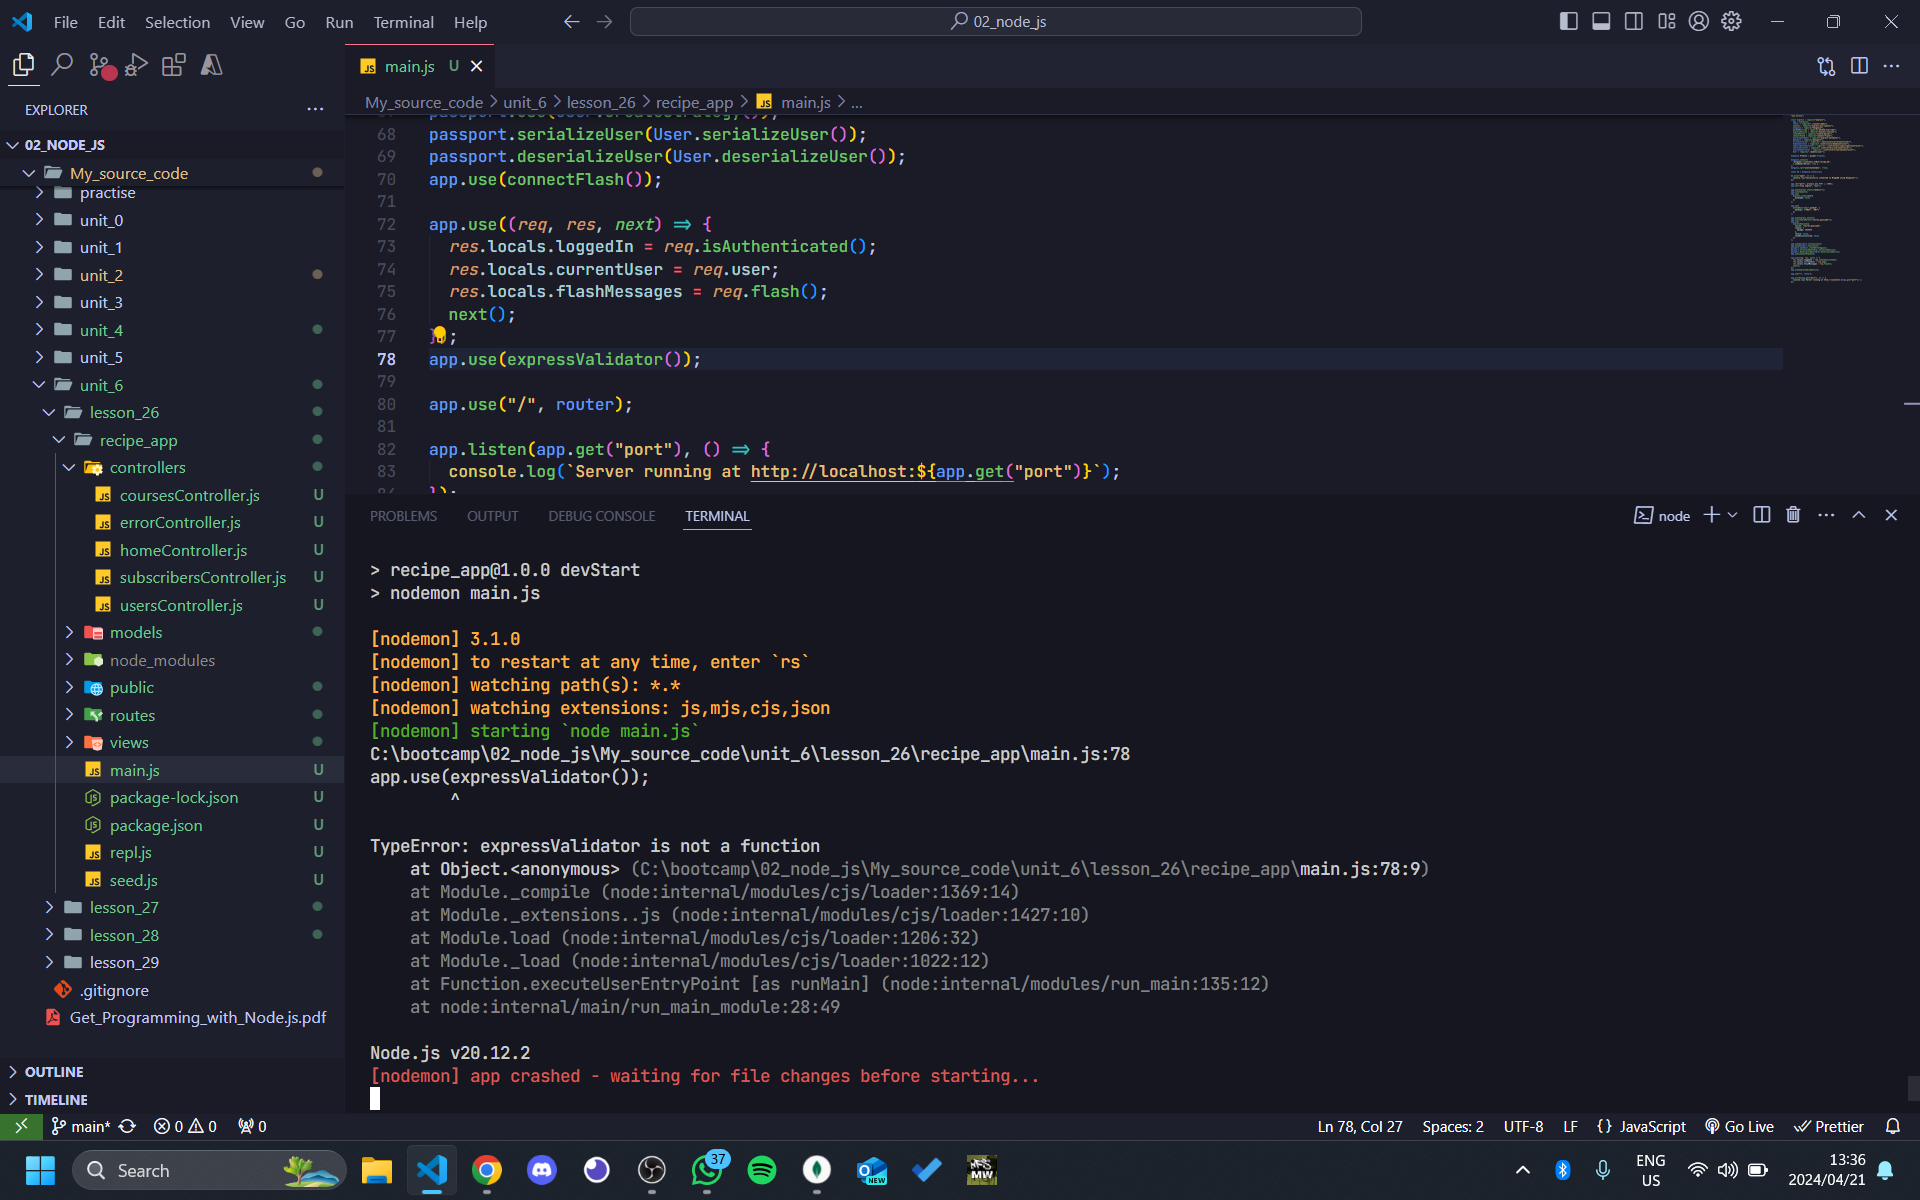 File Edit Selection View Go Run Terminal Help
02_node_js
EXPLORER
02_NODE_JS
My_source_code
practise
unit_0
unit_1
unit_2
unit_3
unit_4
unit_5
unit_6
lesson_26
recipe_app
controllers
coursesController.js U
errorController.js U
homeController.js U
subscribersController.js U
usersController.js U
models
node_modules
public
routes
views
main.js U
package-lock.json U
package.json U
repl.js U
seed.js U
lesson_27
lesson_28
lesson_29
.gitignore
Get_Programming_with_Node.js.pdf
OUTLINE
TIMELINE
main.js U
My_source_code > unit_6 > lesson_26 > recipe_app > main.js > ...
68 passport.serializeUser(User.serializeUser());
69 passport.deserializeUser(User.deserializeUser());
70 app.use(connectFlash());
71
72 app.use((req, res, next) => {
73 res.locals.loggedIn = req.isAuthenticated();
74 res.locals.currentUser = req.user;
75 res.locals.flashMessages = req.flash();
76 next();
77 });
78 app.use(expressValidator());
79
80 app.use("/", router);
81
82 app.listen(app.get("port"), () => {
83 console.log(`Server running at http://localhost:${app.get("port")}`);
PROBLEMS OUTPUT DEBUG CONSOLE TERMINAL
node
> recipe_app@1.0.0 devStart
> nodemon main.js
[nodemon] 3.1.0
[nodemon] to restart at any time, enter `rs`
[nodemon] watching path(s): *.*
[nodemon] watching extensions: js,mjs,cjs,json
[nodemon] starting `node main.js`
C:\bootcamp\02_node_js\My_source_code\unit_6\lesson_26\recipe_app\main.js:78
app.use(expressValidator());
^
TypeError: expressValidator is not a function
at Object.<anonymous> (C:\bootcamp\02_node_js\My_source_code\unit_6\lesson_26\recipe_app\main.js:78:9)
at Module._compile (node:internal/modules/cjs/loader:1369:14)
at Module._extensions..js (node:internal/modules/cjs/loader:1427:10)
at Module.load (node:internal/modules/cjs/loader:1206:32)
at Module._load (node:internal/modules/cjs/loader:1022:12)
at Function.executeUserEntryPoint [as runMain] (node:internal/modules/run_main:135:12)
at node:internal/main/run_main_module:28:49
Node.js v20.12.2
[nodemon] app crashed - waiting for file changes before starting...
main* 0 0 0
Ln 78, Col 27 Spaces: 2 UTF-8 LF {} JavaScript Go Live Prettier
Search
37
NEW
MW
ENG
US
13:36
2024/04/21